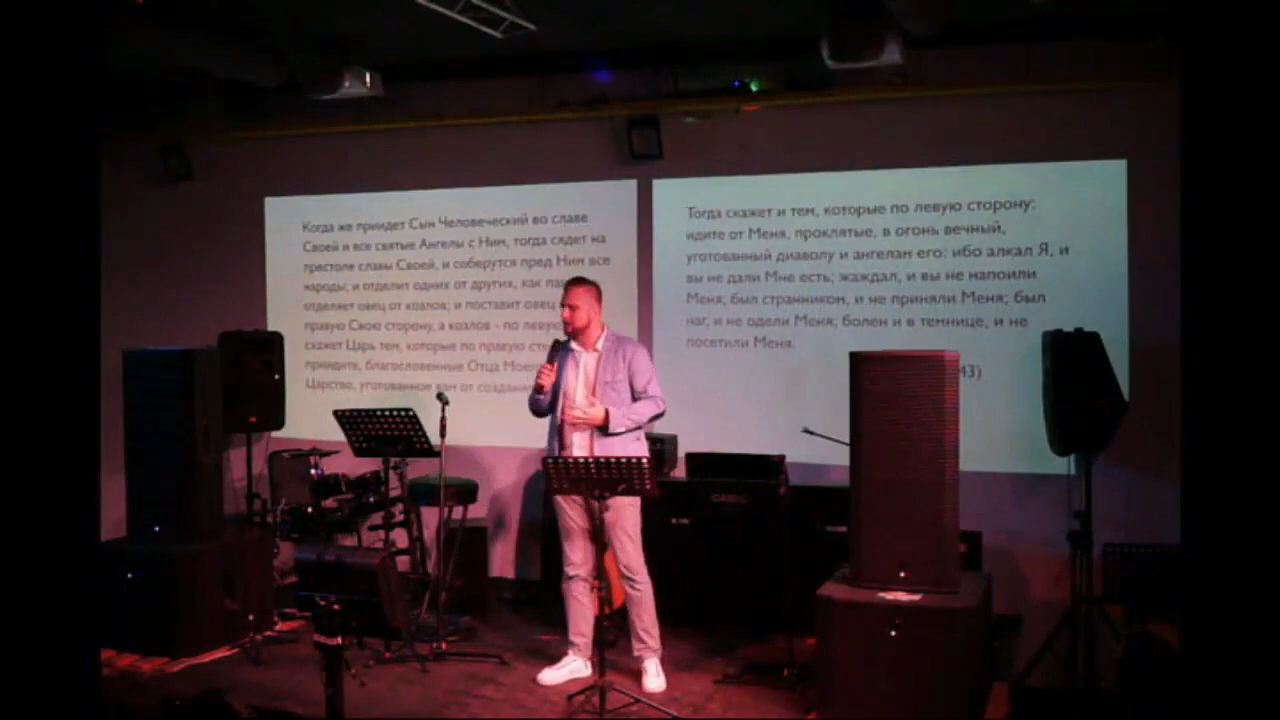 Когда же приидет Сын Человеческий во славе
Своей и все святые Ангелы с Ним, тогда сядет на
престоле славы Своей, и соберутся пред Ним все
народы; и отделит одних от других, как
отделяет овец от козлов; и поставит овец
правую Свою сторону, а козлов - по
скажет Царь тем, которые по правую
приидите, благословенные Отца
Царство, уготованное вам от
Тогда скажет и тем, которые по левую сторону:
идите от Меня, проклятые, в огонь вечный,
уготованный диаволу и ангелам его: ибо алкал Я, и
вы не дали Мне есть; жаждал, и вы не напоили
Меня; был странником, и не приняли Меня; был
наг, и не одели Меня; болен и в темнице, и не
посетили Меня.
43)
CASIO